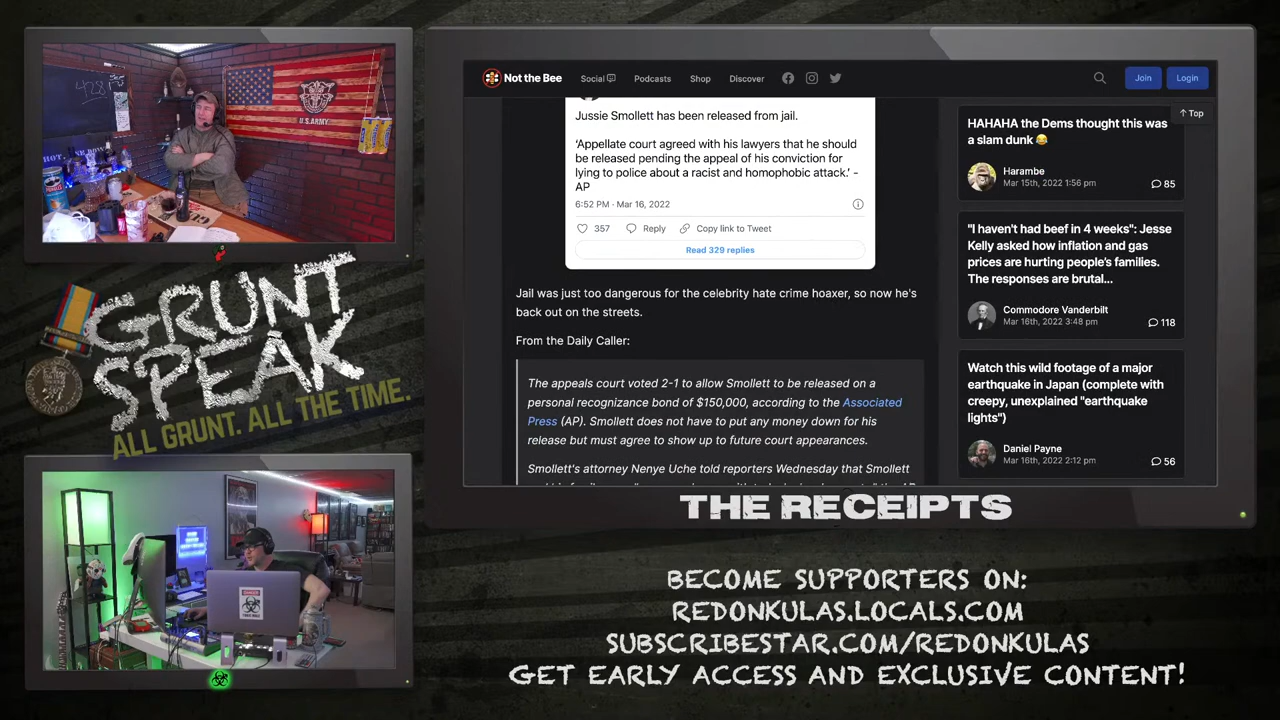 U.S. ARMY
GRUNT
SPEAK
ALL GRUNT. ALL THE TIME.
DANGER
Not the Bee
Social
Podcasts
Shop
Discover
Join
Login
Jussie Smollett has been released from jail.
‘Appellate court agreed with his lawyers that he should
be released pending the appeal of his conviction for
lying to police about a racist and homophobic attack.’ -
AP
6:52 PM · Mar 16, 2022
357
Reply
Copy link to Tweet
Read 329 replies
Jail was just too dangerous for the celebrity hate crime hoaxer, so now he's
back out on the streets.
From the Daily Caller:
The appeals court voted 2-1 to allow Smollett to be released on a
personal recognizance bond of $150,000, according to the Associated
Press (AP). Smollett does not have to put any money down for his
release but must agree to show up to future court appearances.
Smollett's attorney Nenye Uche told reporters Wednesday that Smollett
↑ Top
HAHAHA the Dems thought this was
a slam dunk 😂
Harambe
Mar 15th, 2022 1:56 pm
85
"I haven't had beef in 4 weeks": Jesse
Kelly asked how inflation and gas
prices are hurting people's families.
The responses are brutal...
Commodore Vanderbilt
Mar 16th, 2022 3:48 pm
118
Watch this wild footage of a major
earthquake in Japan (complete with
creepy, unexplained "earthquake
lights")
Daniel Payne
Mar 16th, 2022 2:12 pm
56
THE RECEIPTS
BECOME SUPPORTERS ON:
REDONKULAS.LOCALS.COM
SUBSCRIBESTAR.COM/REDONKULAS
GET EARLY ACCESS AND EXCLUSIVE CONTENT!